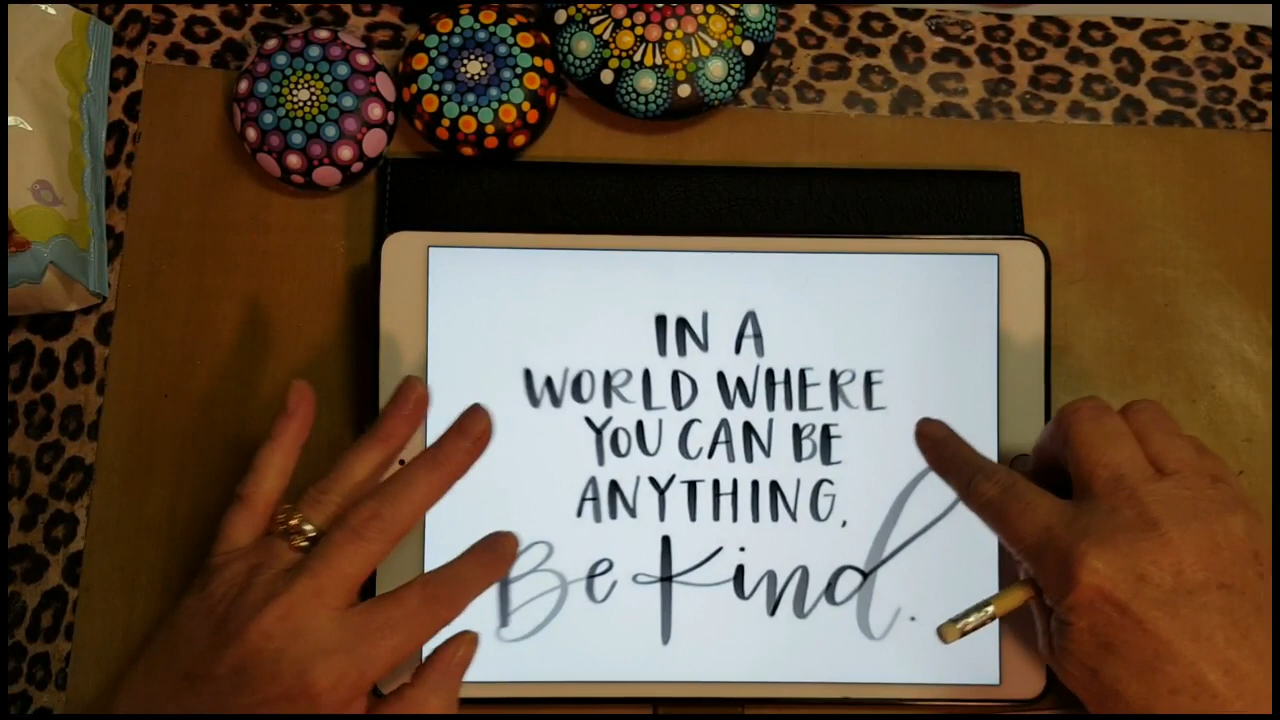 IN A
WORLD WHERE
YOU CAN BE
ANYTHING,
Be Kind.